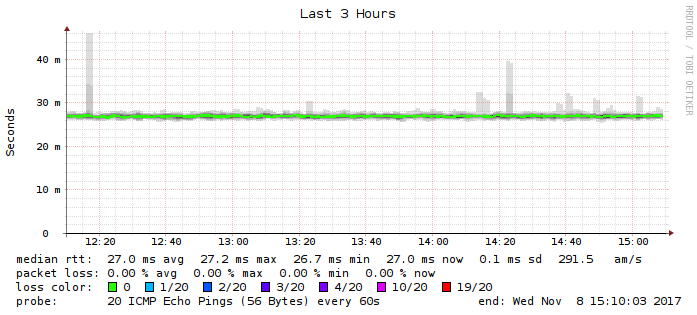 Last 3 Hours
RRDTOOL / TOBI OETIKER
Seconds
40 m
30 m
20 m
10 m
0
12:20 12:40 13:00 13:20 13:40 14:00 14:20 14:40 15:00
median rtt: 27.0 ms avg 27.2 ms max 26.7 ms min 27.0 ms now 0.1 ms sd 291.5 am/s
packet loss: 0.00 % avg 0.00 % max 0.00 % min 0.00 % now
loss color: 0 1/20 2/20 3/20 4/20 10/20 19/20
probe: 20 ICMP Echo Pings (56 Bytes) every 60s end: Wed Nov 8 15:10:03 2017